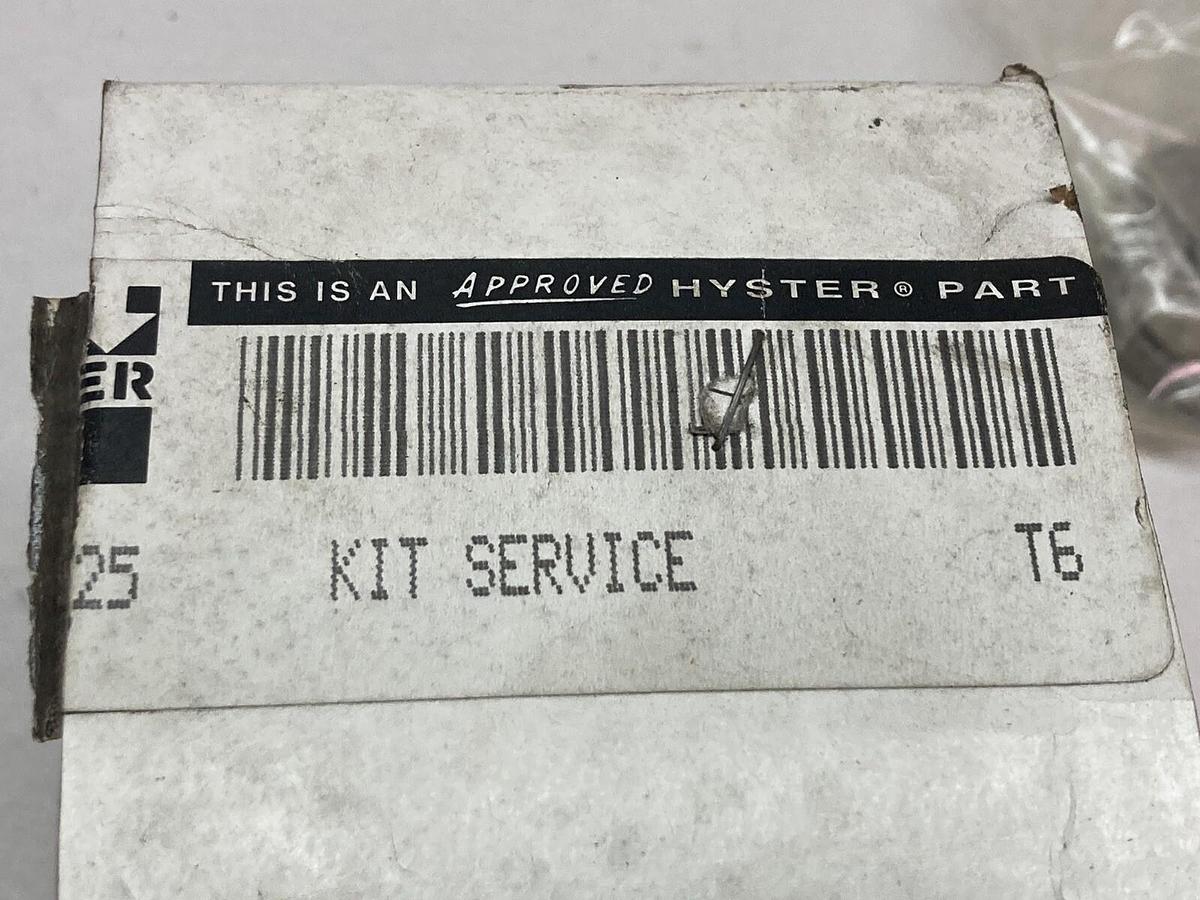 THIS IS AN APPROVED HYSTER® PART
ER
25 KIT SERVICE T6